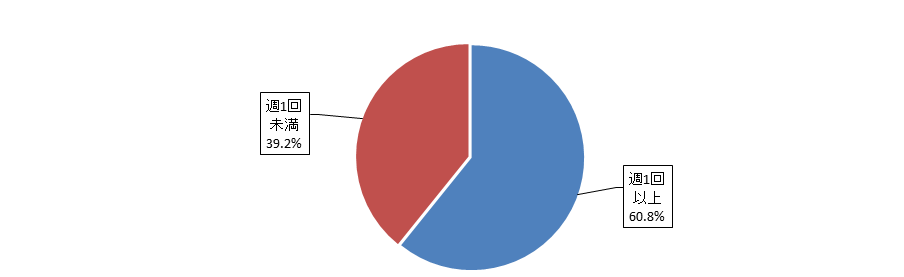 週1回
未満
39.2%
週1回
以上
60.8%